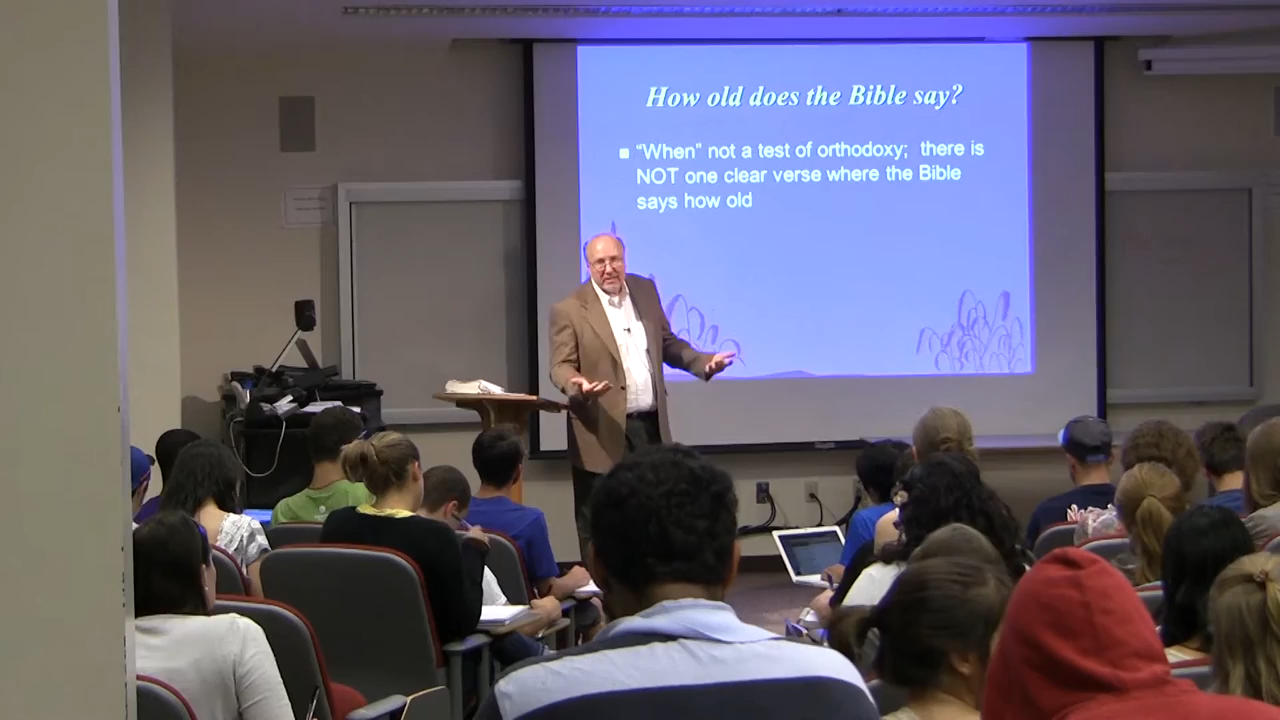 How old does the Bible say?
"When" not a test of orthodoxy; there is
NOT one clear verse where the Bible
says how old